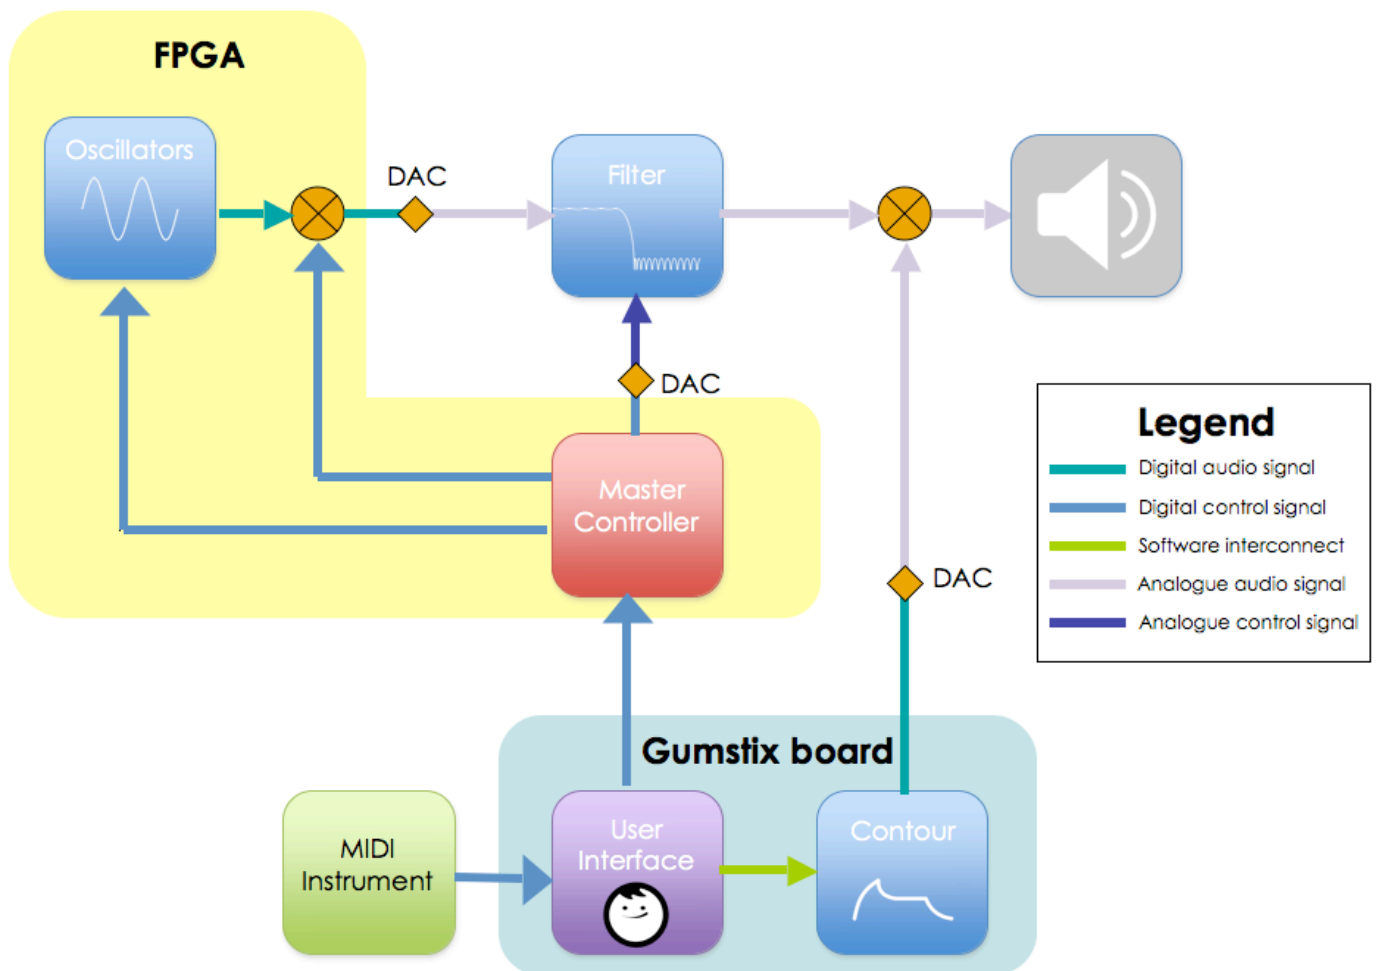 FPGA
Oscillators
DAC
Filter
DAC
Master
Controller
Legend
Digital audio signal
Digital control signal
Software interconnect
Analogue audio signal
Analogue control signal
DAC
Gumstix board
MIDI
Instrument
User
Interface
Contour